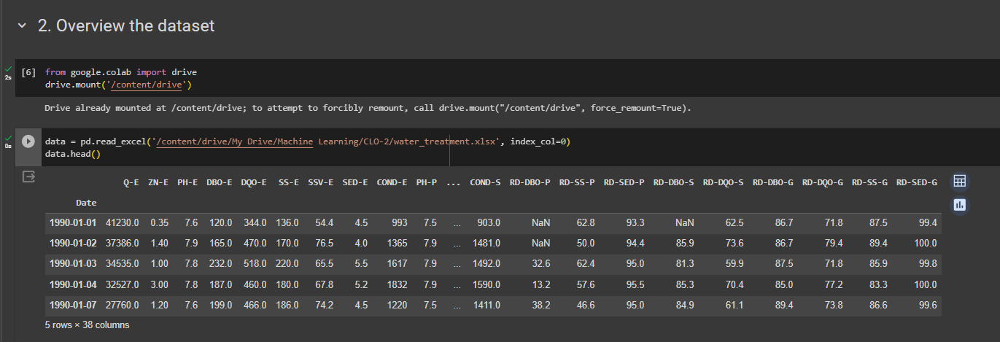 2. Overview the dataset
[6] from google.colab import drive
2s drive.mount('/content/drive')
Drive already mounted at /content/drive; to attempt to forcibly remount, call drive.mount("/content/drive", force_remount=True).
data = pd.read_excel('/content/drive/My Drive/Machine Learning/CLO-2/water_treatment.xlsx', index_col=0)
0s data.head()
Q-E ZN-E PH-E DBO-E DQO-E SS-E SSV-E SED-E COND-E PH-P ... COND-S RD-DBO-P RD-SS-P RD-SED-P RD-DBO-S RD-DQO-S RD-DBO-G RD-DQO-G RD-SS-G RD-SED-G
Date
1990-01-01 41230.0 0.35 7.6 120.0 344.0 136.0 54.4 4.5 993 7.5 ... 903.0 NaN 62.8 93.3 NaN 62.5 86.7 71.8 87.5 99.4
1990-01-02 37386.0 1.40 7.9 165.0 470.0 170.0 76.5 4.0 1365 7.9 ... 1481.0 NaN 50.0 94.4 85.9 73.6 86.7 79.4 89.4 100.0
1990-01-03 34535.0 1.00 7.8 232.0 518.0 220.0 65.5 5.5 1617 7.9 ... 1492.0 32.6 62.4 95.0 81.3 59.9 87.5 71.8 85.9 99.8
1990-01-04 32527.0 3.00 7.8 187.0 460.0 180.0 67.8 5.2 1832 7.9 ... 1590.0 13.2 57.6 95.5 85.3 70.4 85.0 77.2 83.3 100.0
1990-01-07 27760.0 1.20 7.6 199.0 466.0 186.0 74.2 4.5 1220 7.5 ... 1411.0 38.2 46.6 95.0 84.9 61.1 89.4 73.8 86.6 99.6
5 rows × 38 columns